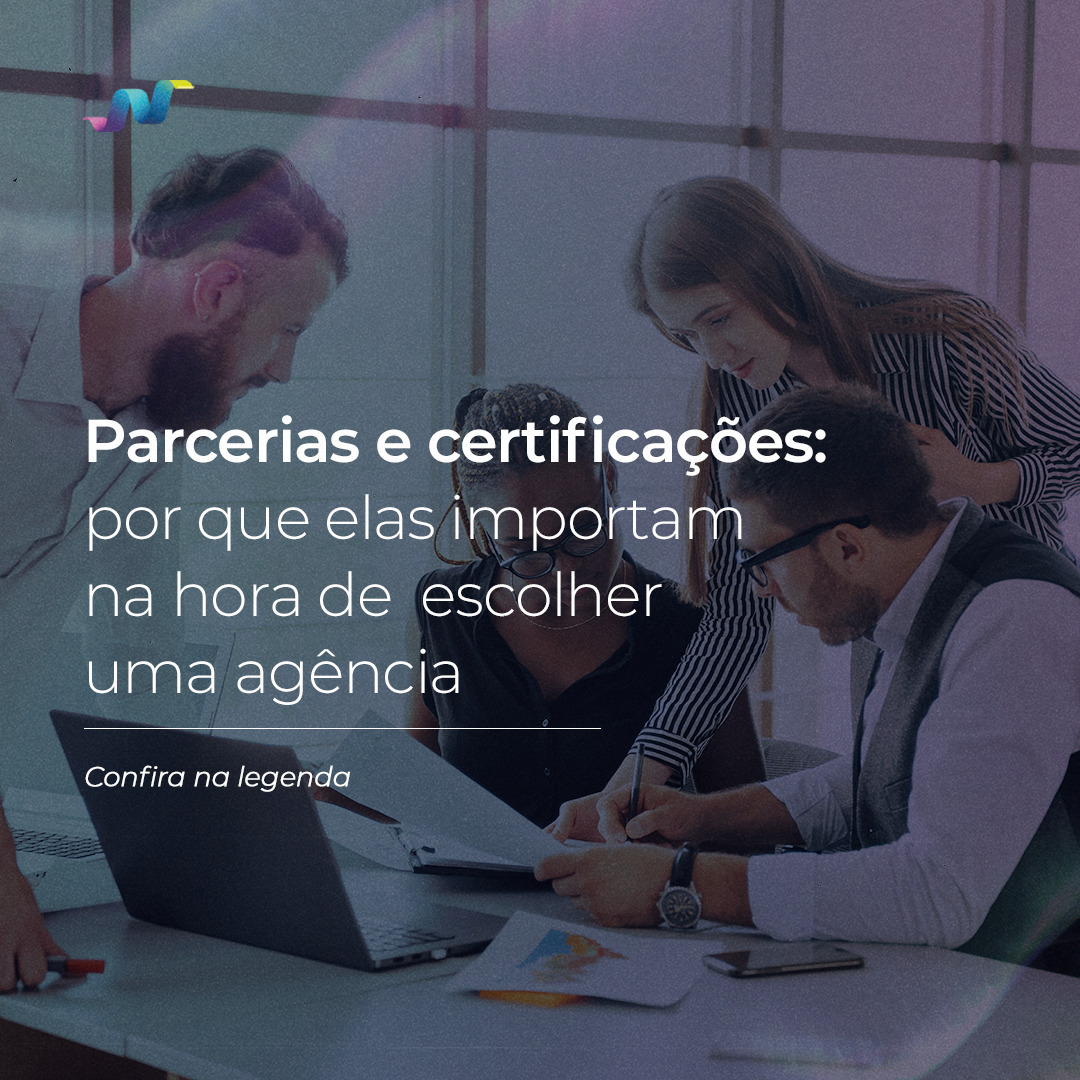 Parcerias e certificações:
por que elas importam
na hora de escolher
uma agência
Confira na legenda